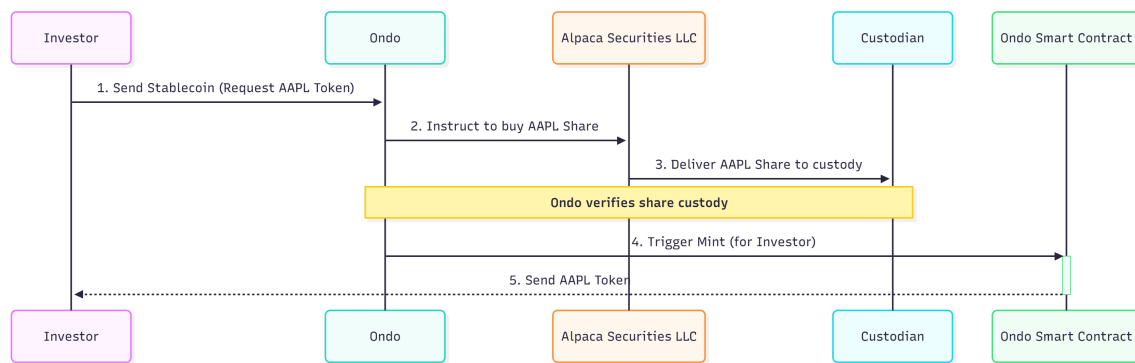 Investor
Ondo
Alpaca Securities LLC
Custodian
Ondo Smart Contract
1. Send Stablecoin (Request AAPL Token)
2. Instruct to buy AAPL Share
3. Deliver AAPL Share to custody
Ondo verifies share custody
4. Trigger Mint (for Investor)
5. Send AAPL Token
Investor
Ondo
Alpaca Securities LLC
Custodian
Ondo Smart Contract